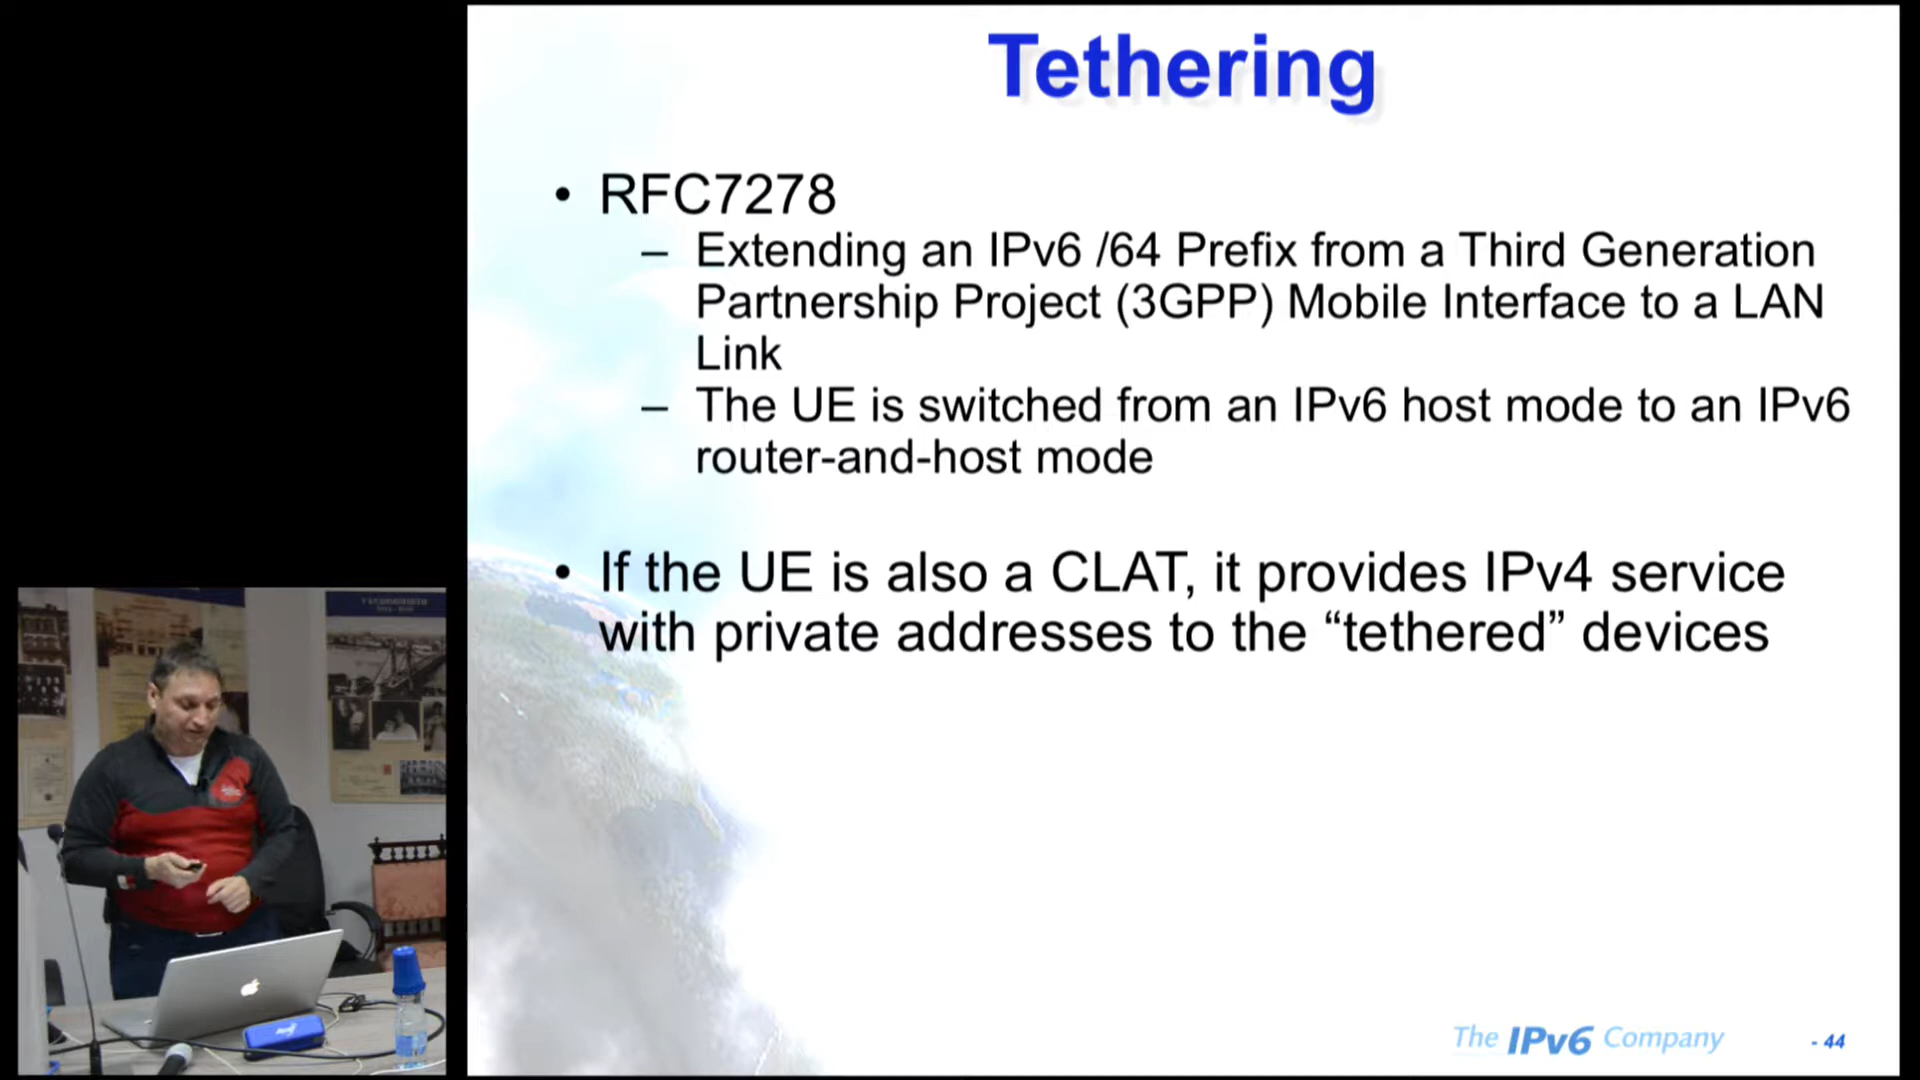 Tethering
• RFC7278
– Extending an IPv6 /64 Prefix from a Third Generation
Partnership Project (3GPP) Mobile Interface to a LAN
Link
– The UE is switched from an IPv6 host mode to an IPv6
router-and-host mode
• If the UE is also a CLAT, it provides IPv4 service
with private addresses to the “tethered” devices
The IPv6 Company
- 44